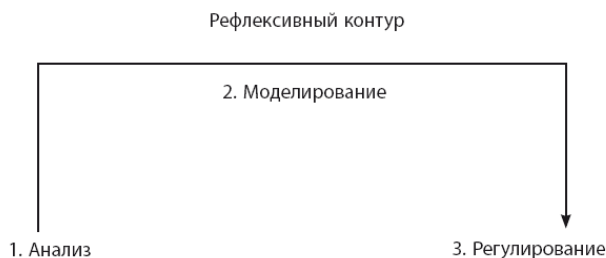 Рефлексивный контур
2. Моделирование
1. Анализ
3. Регулирование